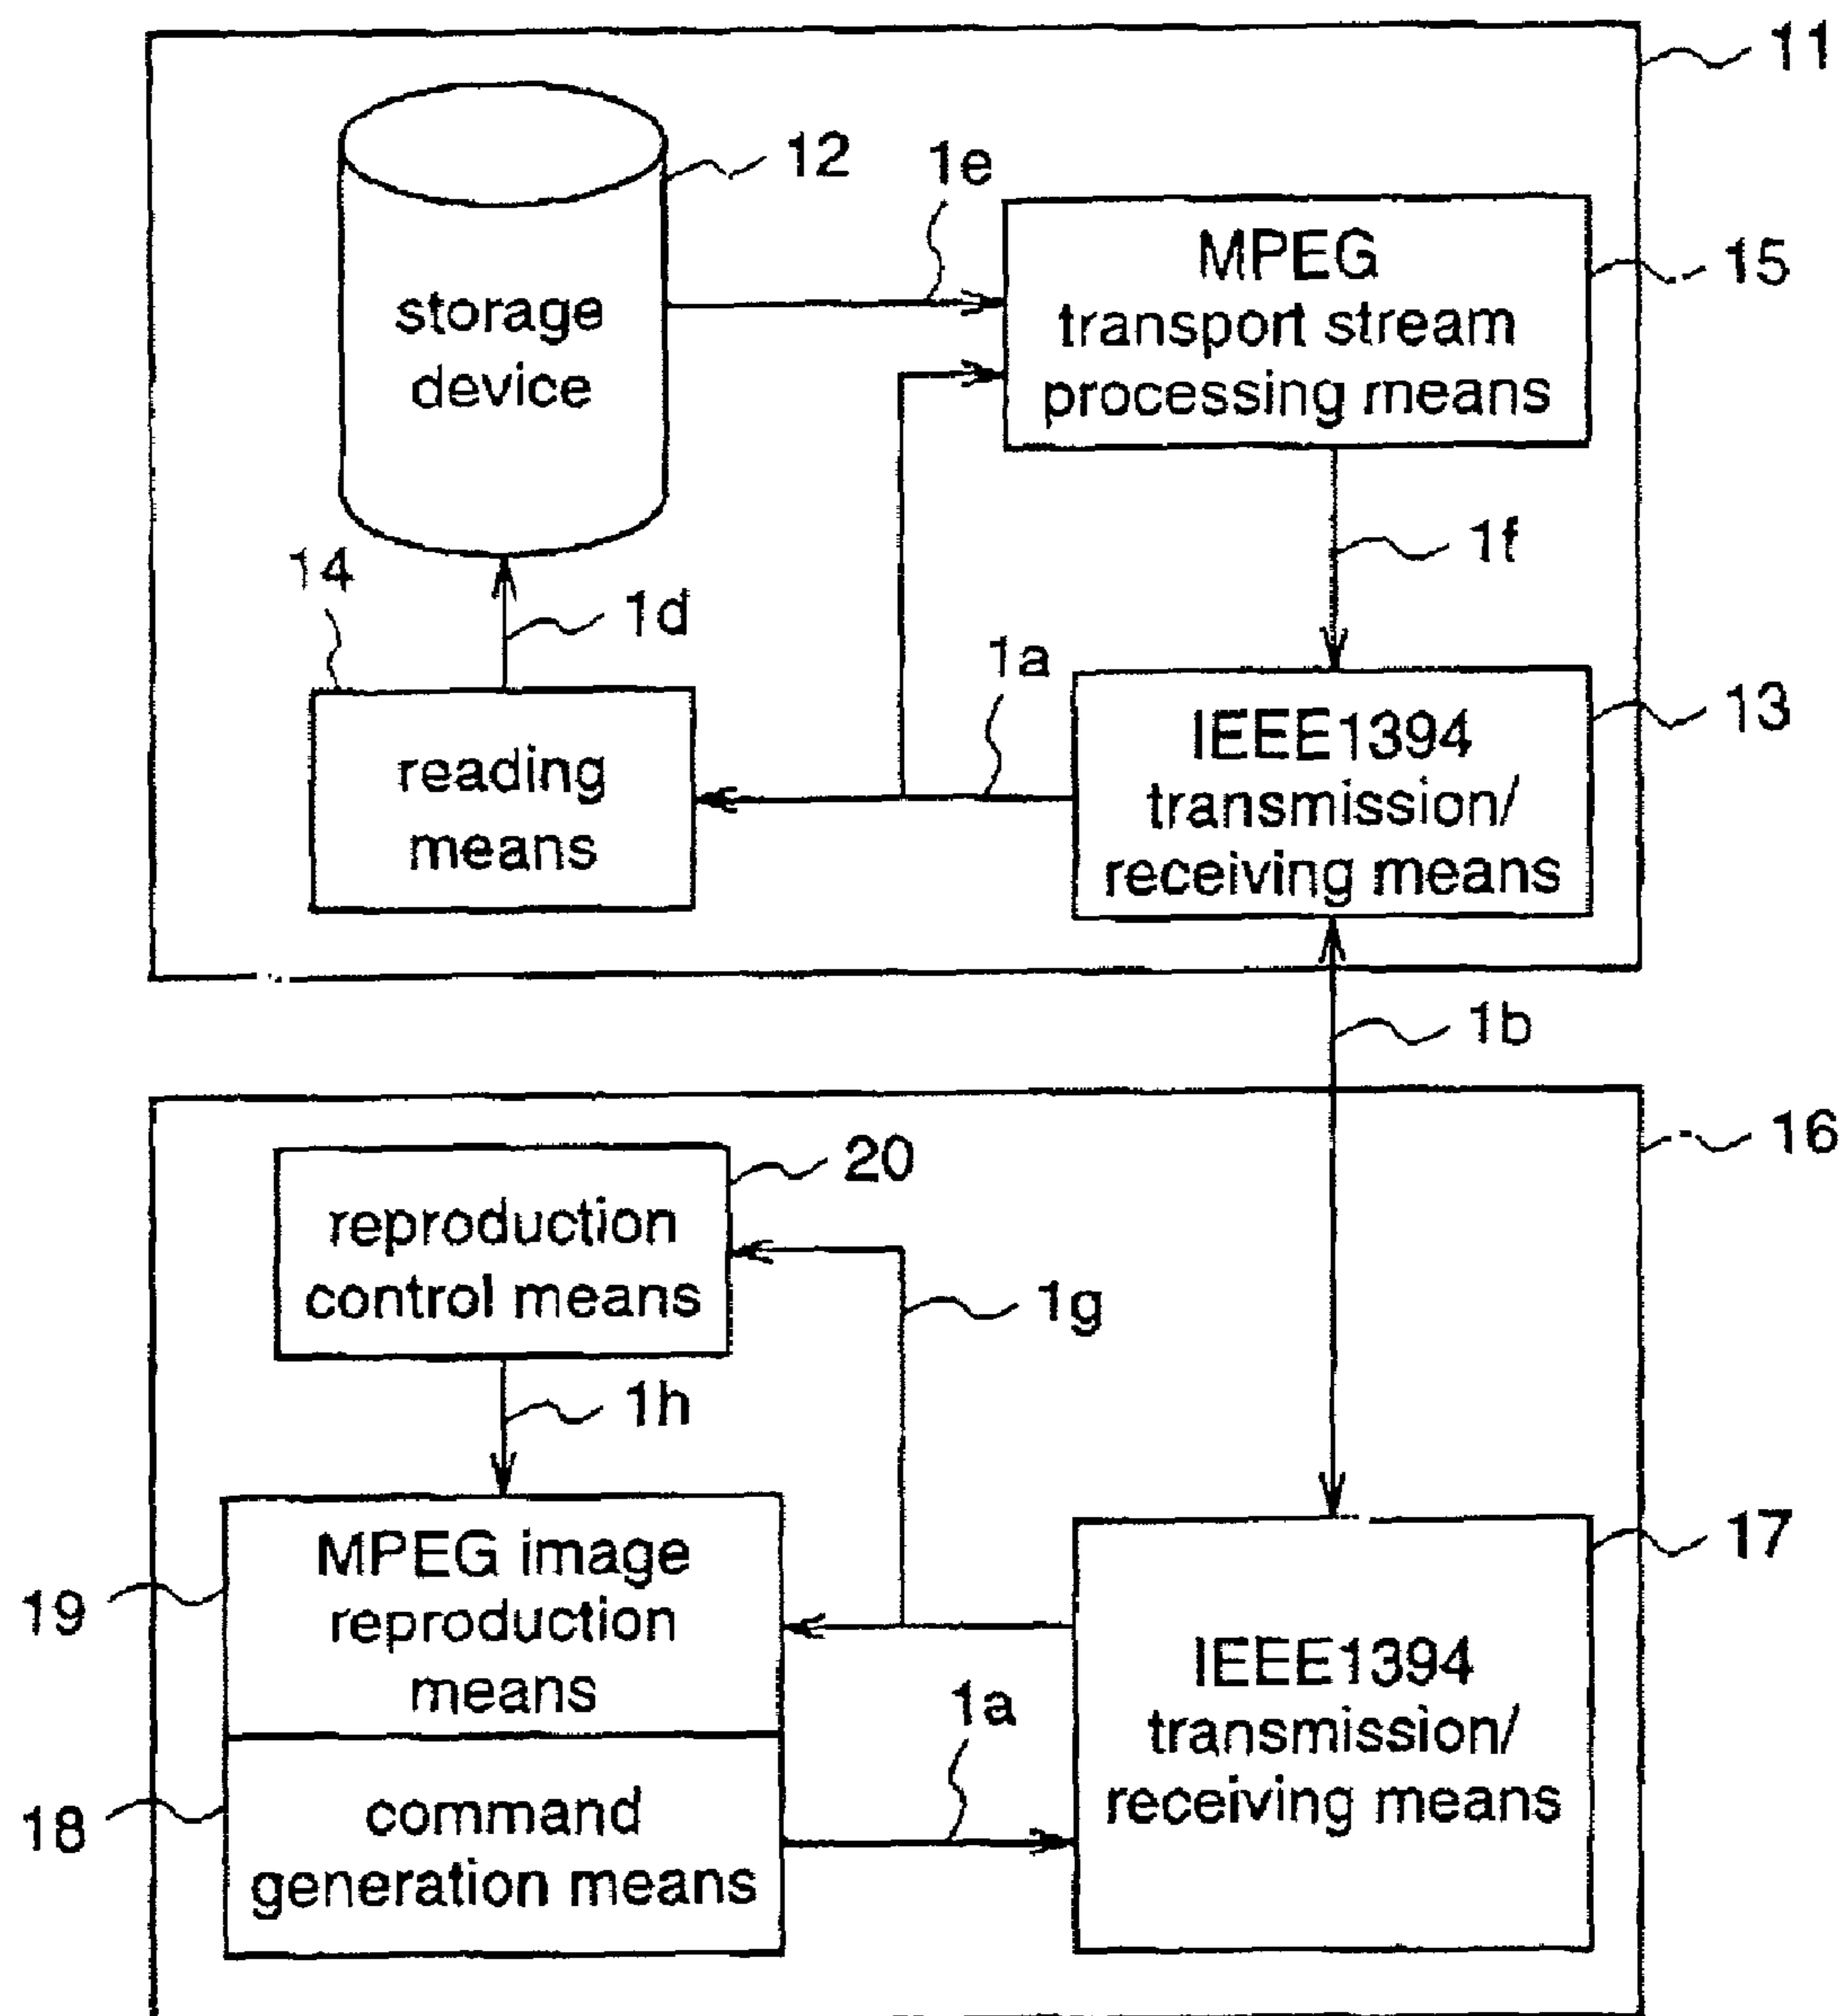 11
12
1e
storage
device
MPEG
transport stream
processing means
15
1f
14
1d
1a
reading
means
IEEE1394
transmission/
receiving means
13
1b
16
20
reproduction
control means
1g
1h
MPEG image
reproduction
means
19
17
IEEE1394
transmission/
receiving means
1a
command
generation means
18